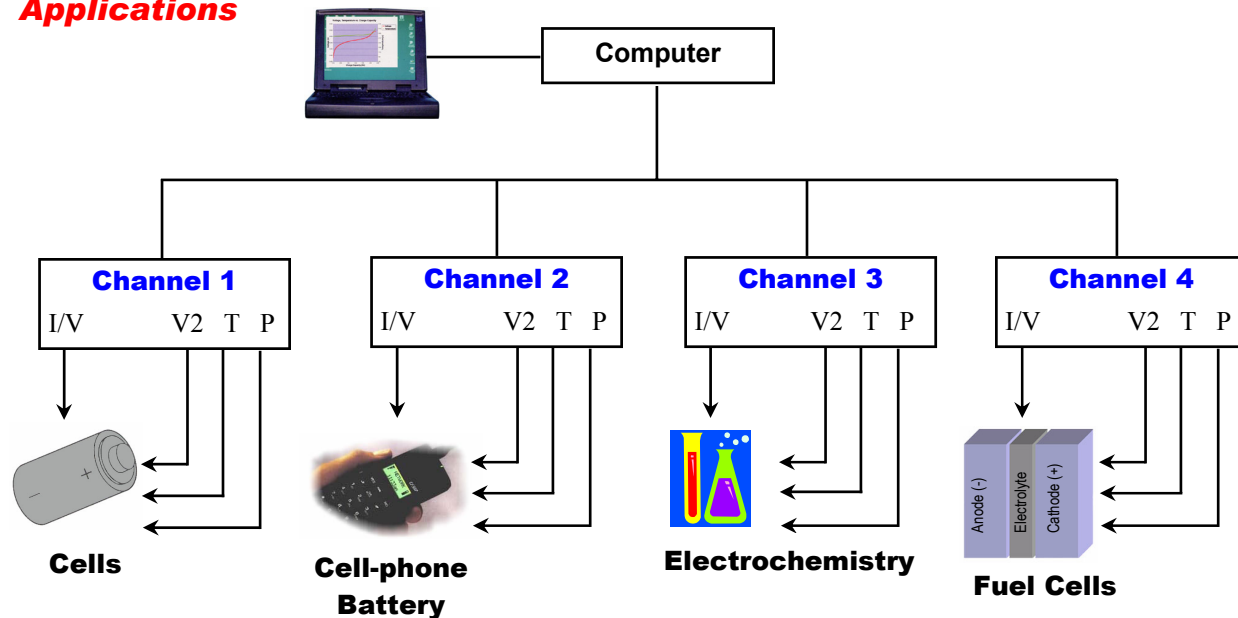 Applications
Computer
Channel 1
I/V V2 T P
Channel 2
I/V V2 T P
Channel 3
I/V V2 T P
Channel 4
I/V V2 T P
+
–
Anode (-)
Electrolyte
Cathode (+)
Cells
Cell-phone
Battery
Electrochemistry
Fuel Cells